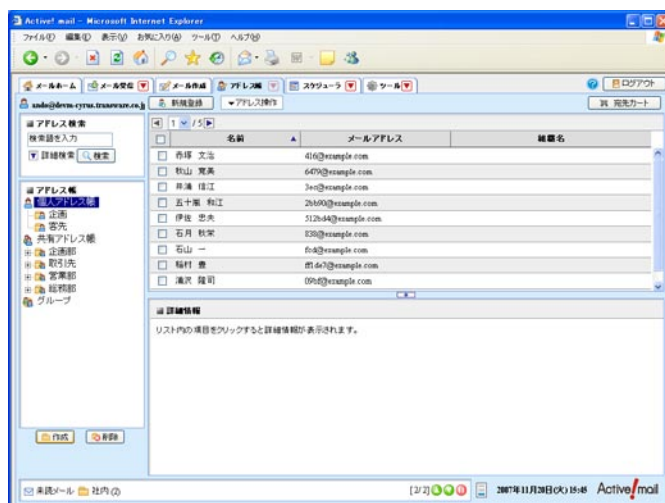 Active! mail - Microsoft Internet Explorer
ファイル(F) 編集(E) 表示(V) お気に入り(A) ツール(T) ヘルプ(H)
メールホーム メール受信 メール作成 アドレス帳 スケジューラ ツール ログアウト
ando@devm-cyrus.transware.co.j 新規登録 ▼アドレス操作 宛先カート
アドレス検索
検索語を入力
詳細検索 検索
1 /5
名前 ▲ メールアドレス 組織名
赤塚 文治 416@example.com
秋山 寛美 6479@example.com
井浦 信江 3ec@example.com
五十嵐 和江 2bb90@example.com
伊佐 忠夫 512bd4@example.com
石月 秋栄 838@example.com
石山 一 fcd@example.com
稲村 豊 ff1de7@example.com
浦沢 隆司 09bf@example.com
アドレス帳
個人アドレス帳
企画
客先
共有アドレス帳
企画部
取引先
営業部
総務部
グループ
詳細情報
リスト内の項目をクリックすると詳細情報が表示されます。
作成 削除
未読メール 社内(2) [2/2] 2007年11月20日(火) 15:45 Active! mail